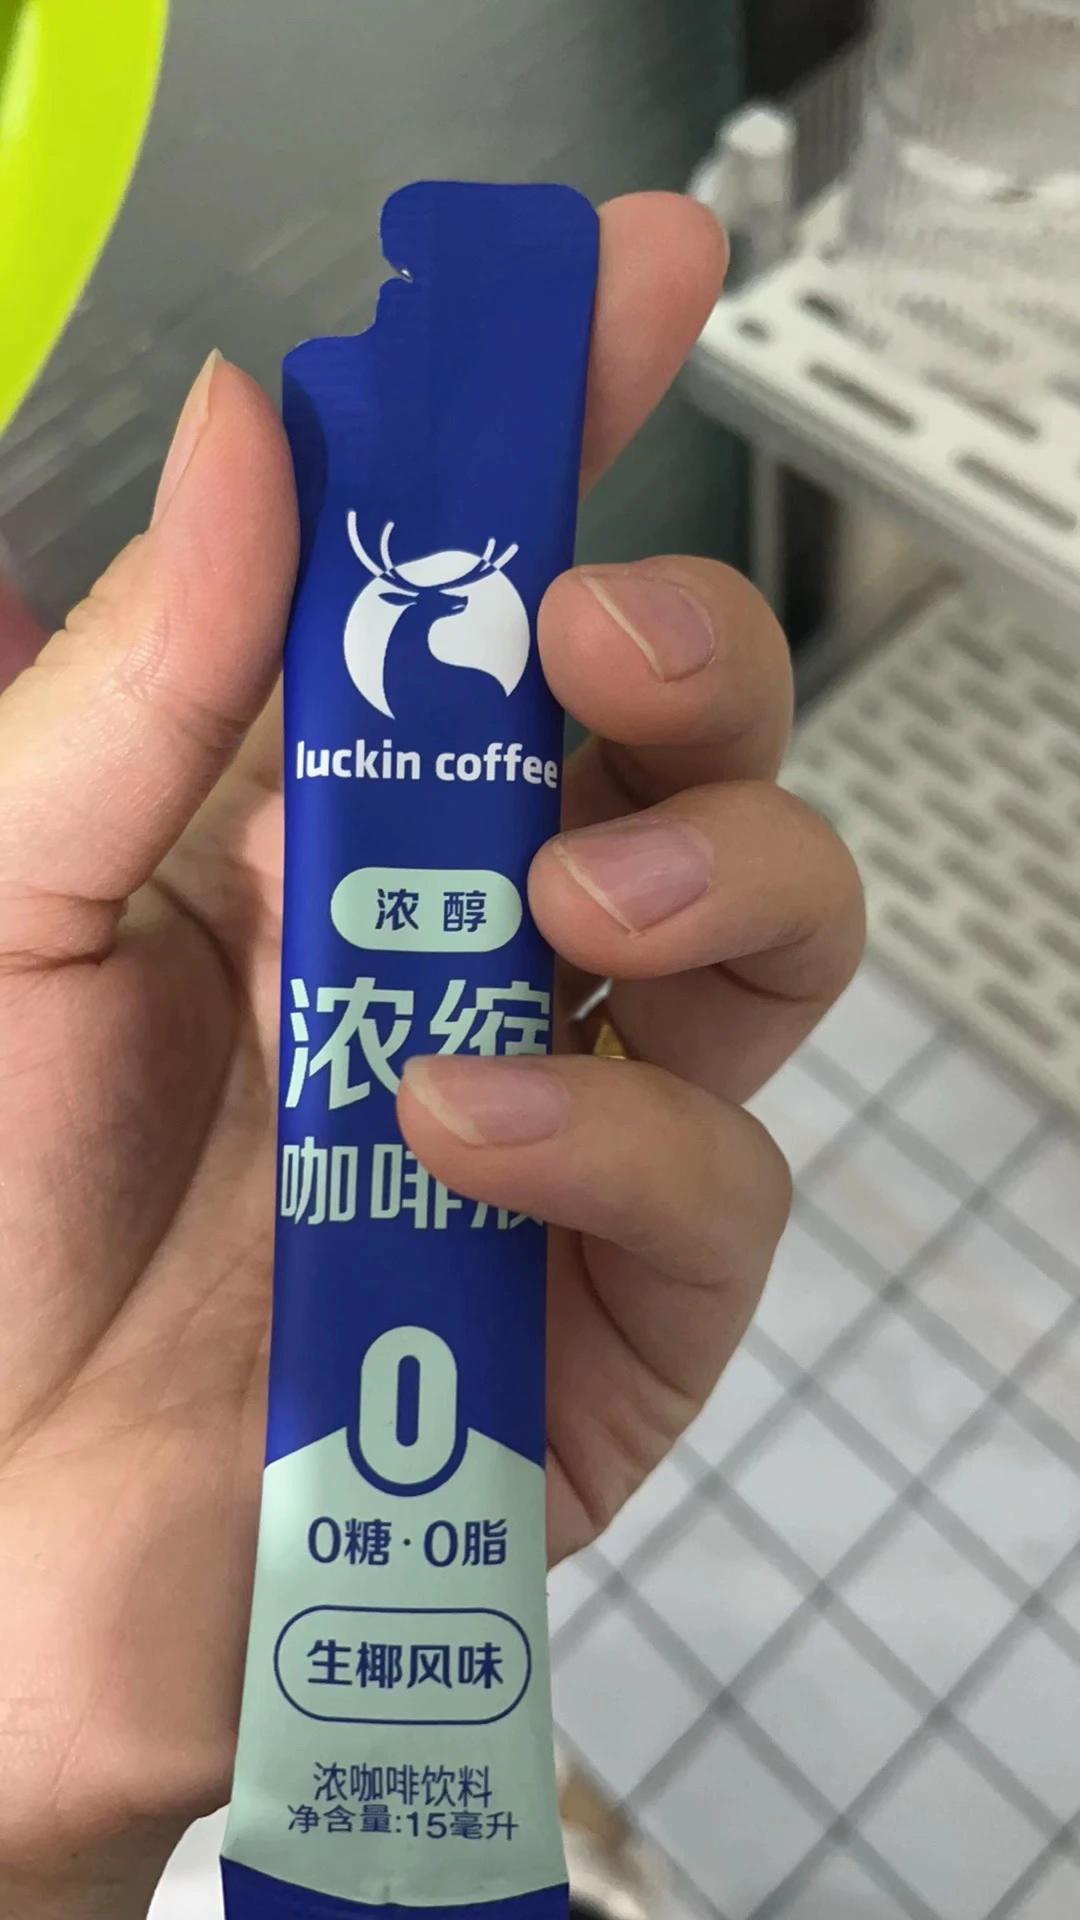 luckin coffee
浓醇
浓缩
咖啡液
0
0糖·0脂
生椰风味
浓咖啡饮料
净含量:15毫升